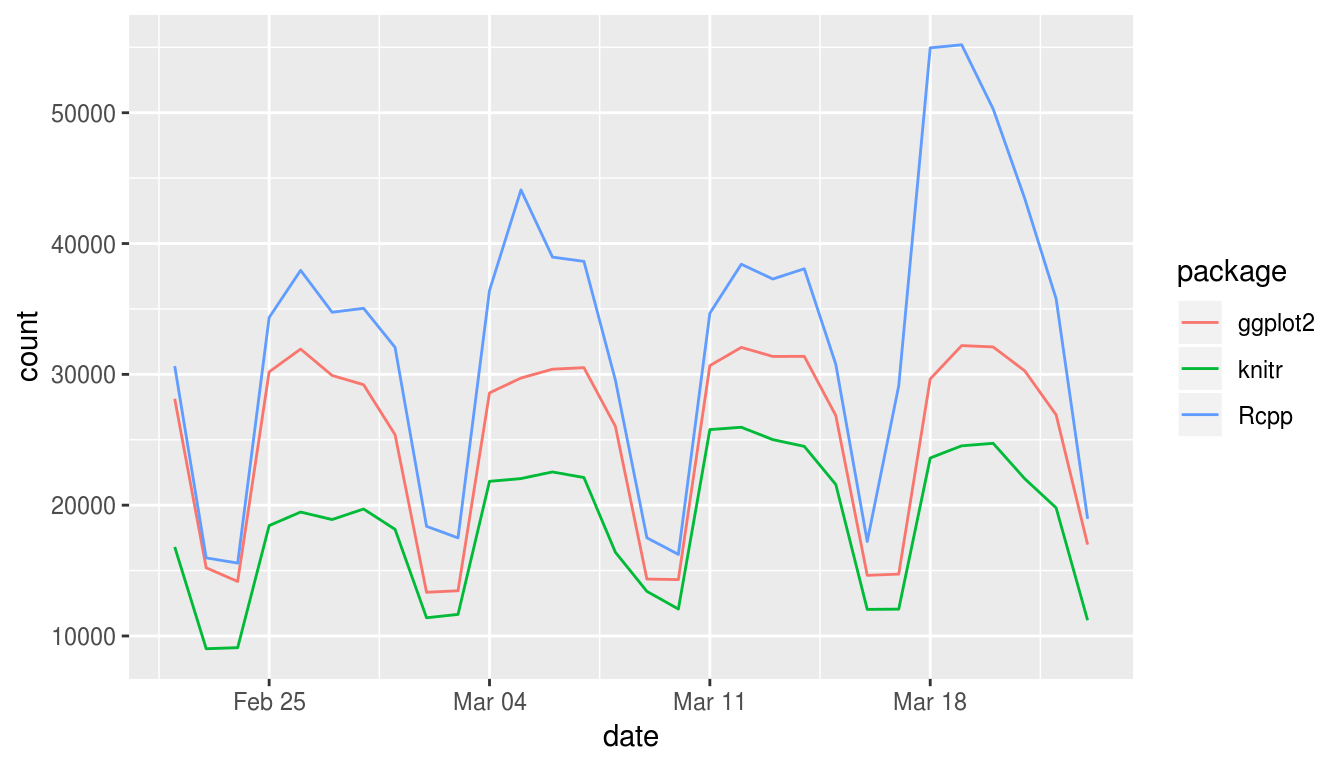 50000
40000
30000
20000
10000
count
Feb 25
Mar 04
Mar 11
Mar 18
date
package
ggplot2
knitr
Rcpp